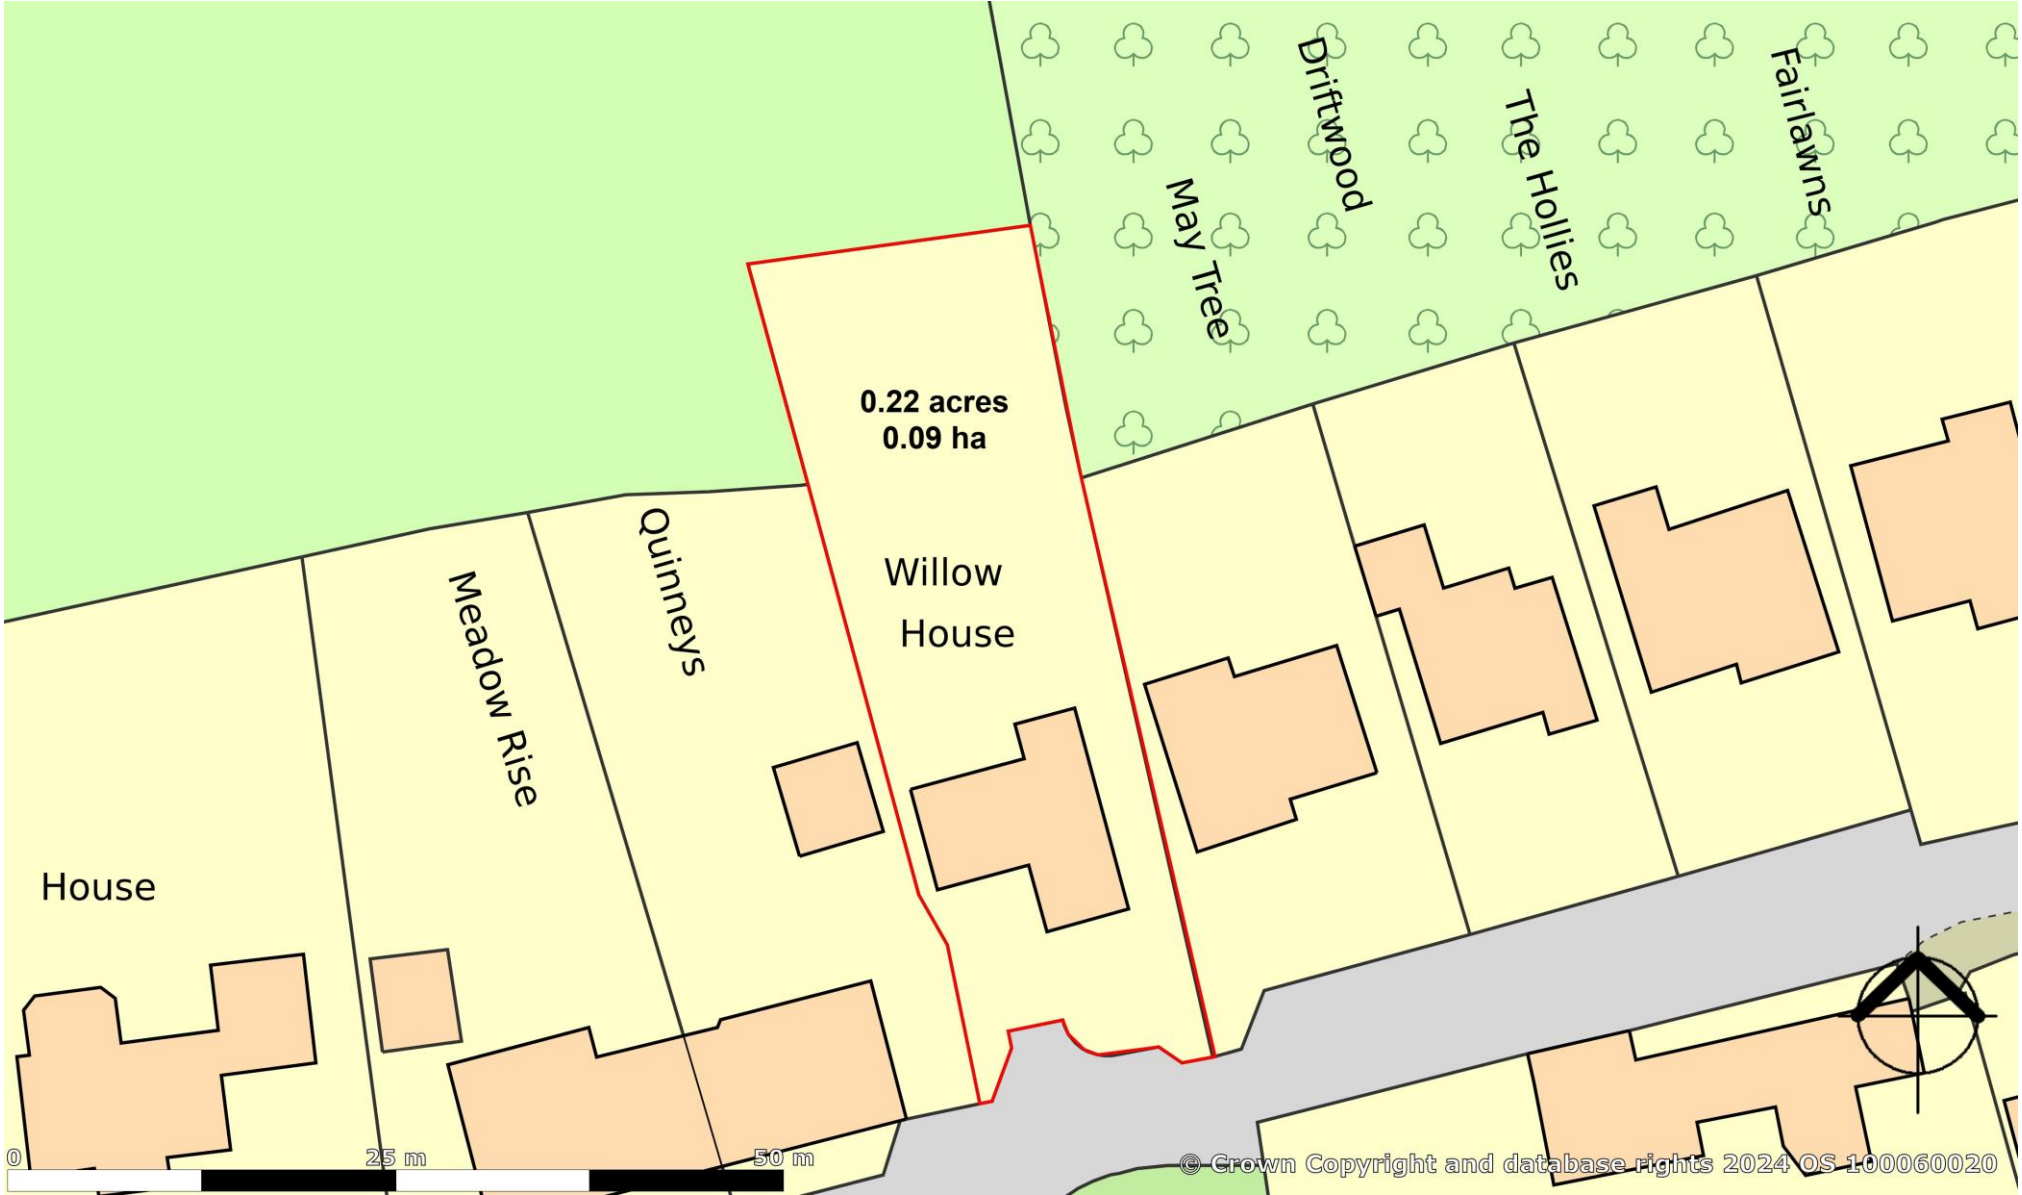 Driftwood
The Hollies
Fairlawns
May Tree
0.22 acres
0.09 ha
Quinneys
Willow
House
Meadow Rise
House
0 25 m 50 m
© Crown Copyright and database rights 2024 OS 100060020